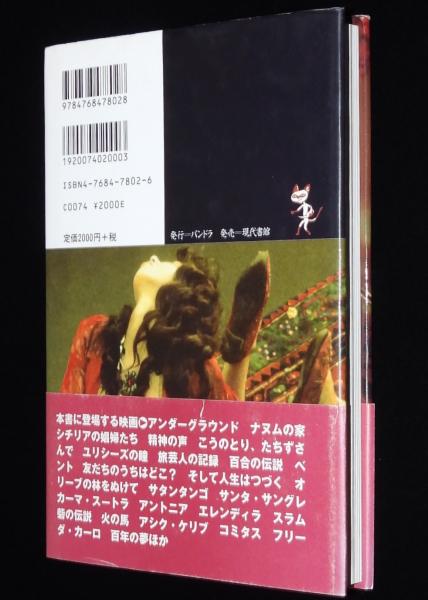 9784768478028
1920074020003
ISBN4-7684-7802-6
C0074 ¥2000E
定価2000円+税
発行=パンドラ 発売=現代書館
本書に登場する映画▶アンダーグラウンド ナヌムの家
シチリアの娼婦たち 精神の声 こうのとり、たちずさ
んで ユリシーズの瞳 旅芸人の記録 百合の伝説 ベ
ント 友だちのうちはどこ? そして人生はつづく オ
リーブの林をぬけて サタンタンゴ サンタ・サングレ
カーマ・スートラ アントニア エレンディラ スラム
砦の伝説 火の馬 アシク・ケリブ コミタス フリー
ダ・カーロ 百年の夢ほか